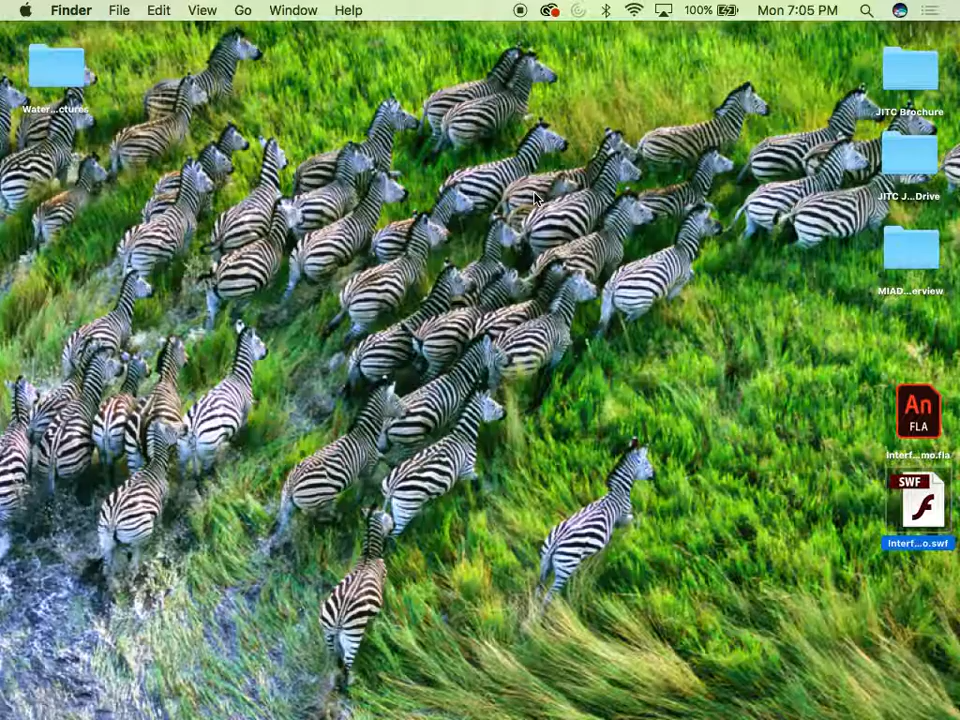 Finder File Edit View Go Window Help 100% Mon 7:05 PM
Water...ctures
JITC Brochure
JITC J...Drive
MIAD...erview
An
FLA
Interf...mo.fla
SWF
Interf...o.swf